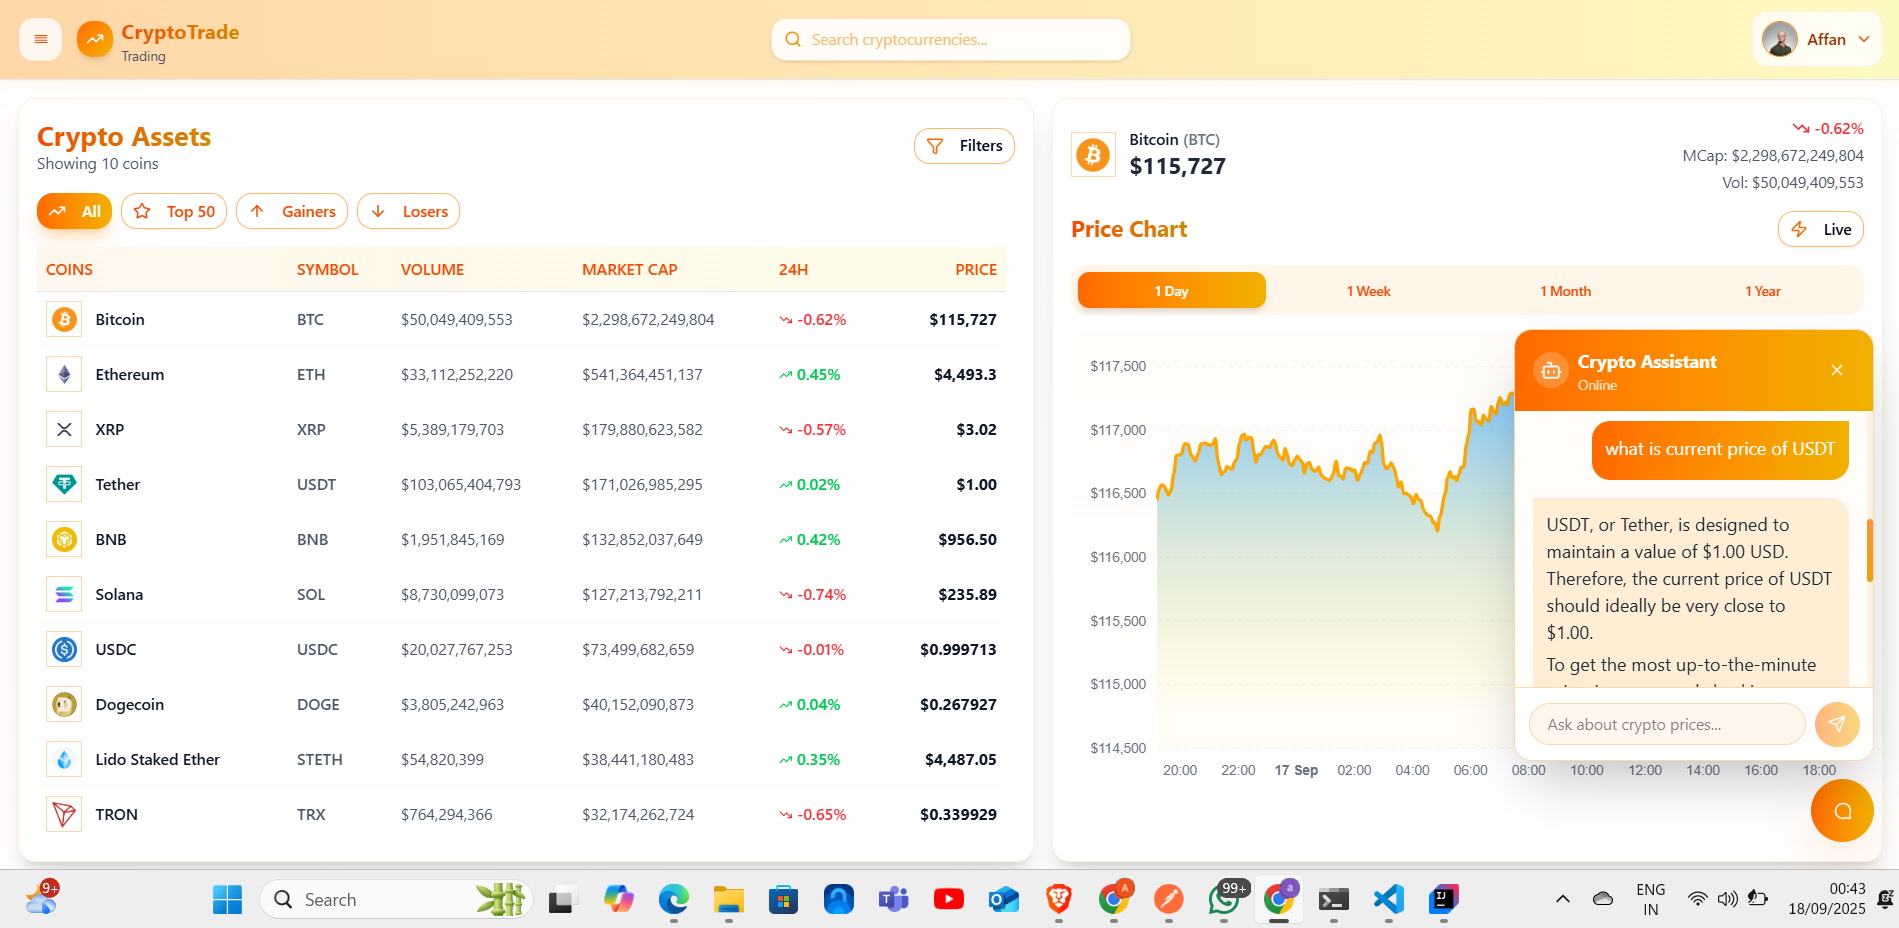 CryptoTrade
Trading
Search cryptocurrencies...
Affan
Crypto Assets
Showing 10 coins
Filters
All
Top 50
Gainers
Losers
COINS SYMBOL VOLUME MARKET CAP 24H PRICE
Bitcoin BTC $50,049,409,553 $2,298,672,249,804 -0.62% $115,727
Ethereum ETH $33,112,252,220 $541,364,451,137 0.45% $4,493.3
XRP XRP $5,389,179,703 $179,880,623,582 -0.57% $3.02
Tether USDT $103,065,404,793 $171,026,985,295 0.02% $1.00
BNB BNB $1,951,845,169 $132,852,037,649 0.42% $956.50
Solana SOL $8,730,099,073 $127,213,792,211 -0.74% $235.89
USDC USDC $20,027,767,253 $73,499,682,659 -0.01% $0.999713
Dogecoin DOGE $3,805,242,963 $40,152,090,873 0.04% $0.267927
Lido Staked Ether STETH $54,820,399 $38,441,180,483 0.35% $4,487.05
TRON TRX $764,294,366 $32,174,262,724 -0.65% $0.339929
Bitcoin (BTC)
$115,727
-0.62%
MCap: $2,298,672,249,804
Vol: $50,049,409,553
Price Chart
Live
1 Day 1 Week 1 Month 1 Year
$117,500
$117,000
$116,500
$116,000
$115,500
$115,000
$114,500
20:00 22:00 17 Sep 02:00 04:00 06:00 08:00 10:00 12:00 14:00 16:00 18:00
Crypto Assistant
Online
what is current price of USDT
USDT, or Tether, is designed to
maintain a value of $1.00 USD.
Therefore, the current price of USDT
should ideally be very close to
$1.00.
To get the most up-to-the-minute
Ask about crypto prices...
9+
Search
A
99+
a
ENG
IN
00:43
18/09/2025